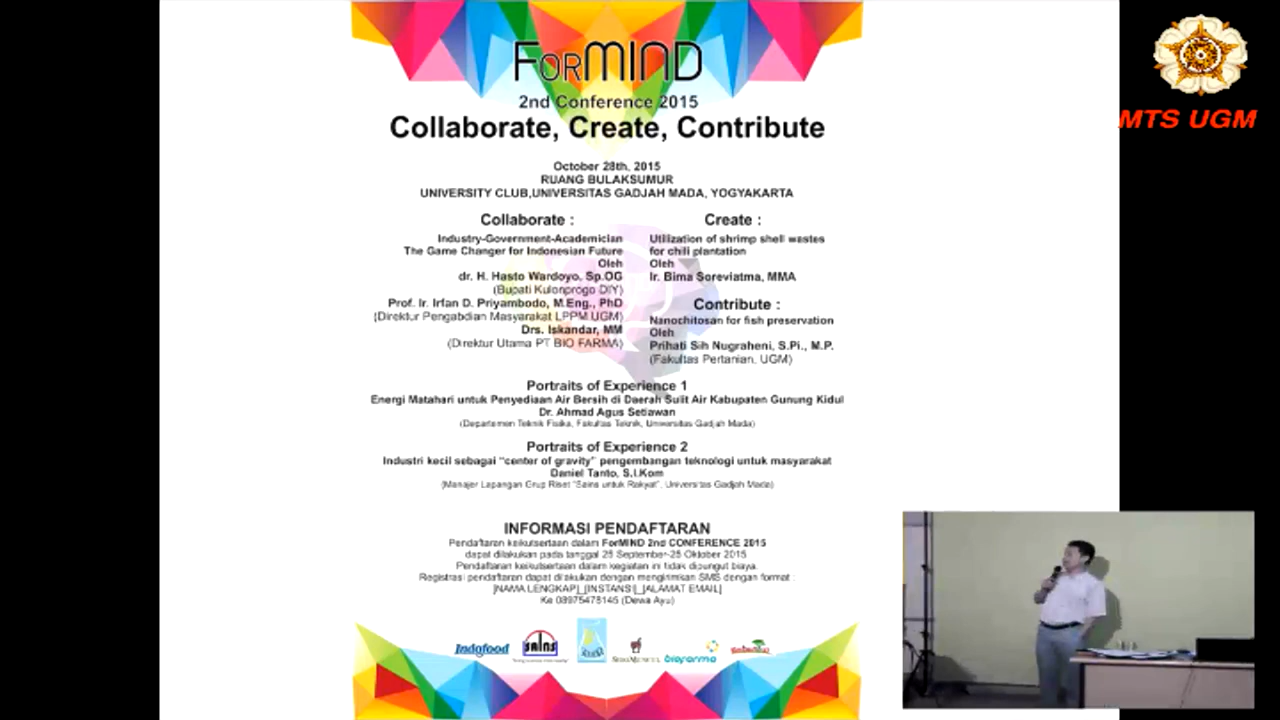 FORMIND
2nd Conference 2015
Collaborate, Create, Contribute
October 28th, 2015
RUANG BULAKSUMUR
UNIVERSITY CLUB,UNIVERSITAS GADJAH MADA, YOGYAKARTA
Collaborate :
Industry-Government-Academician
The Game Changer for Indonesian Future
Oleh
dr. H. Hasto Wardoyo, Sp.OG
(Bupati Kulonprogo DIY)
Prof. Ir. Irfan D. Priyambodo, M.Eng., PhD
(Direktur Pengabdian Masyarakat LPPM UGM)
Drs. Iskandar, MM
(Direktur Utama PT BIO FARMA)
Create :
Utilization of shrimp shell wastes
for chili plantation
Oleh
Ir. Bima Soreviatma, MMA
Contribute :
Nanochitosan for fish preservation
Oleh
Prihati Sih Nugraheni, S.Pi., M.P.
(Fakultas Pertanian, UGM)
Portraits of Experience 1
Energi Matahari untuk Penyediaan Air Bersih di Daerah Sulit Air Kabupaten Gunung Kidul
Dr. Ahmad Agus Setiawan
(Departemen Teknik Fisika, Fakultas Teknik, Universitas Gadjah Mada)
Portraits of Experience 2
Industri kecil sebagai "center of gravity" pengembangan teknologi untuk masyarakat
Daniel Tanto, S.I.Kom
(Manajer Lapangan Grup Riset "Sains untuk Rakyat", Universitas Gadjah Mada)
INFORMASI PENDAFTARAN
Pendaftaran keikutsertaan dalam ForMIND 2nd CONFERENCE 2015
dapat dilakukan pada tanggal 28 September-28 Oktober 2015
Pendaftaran keikutsertaan dalam kegiatan ini tidak dipungut biaya.
Registrasi pendaftaran dapat dilakukan dengan mengirimkan SMS dengan format :
[NAMA LENGKAP]_[INSTANSI]_[ALAMAT EMAIL]
Ke 08975478145 (Dewa Ayu)
Indofood
SAINS
biofarma
MTS UGM